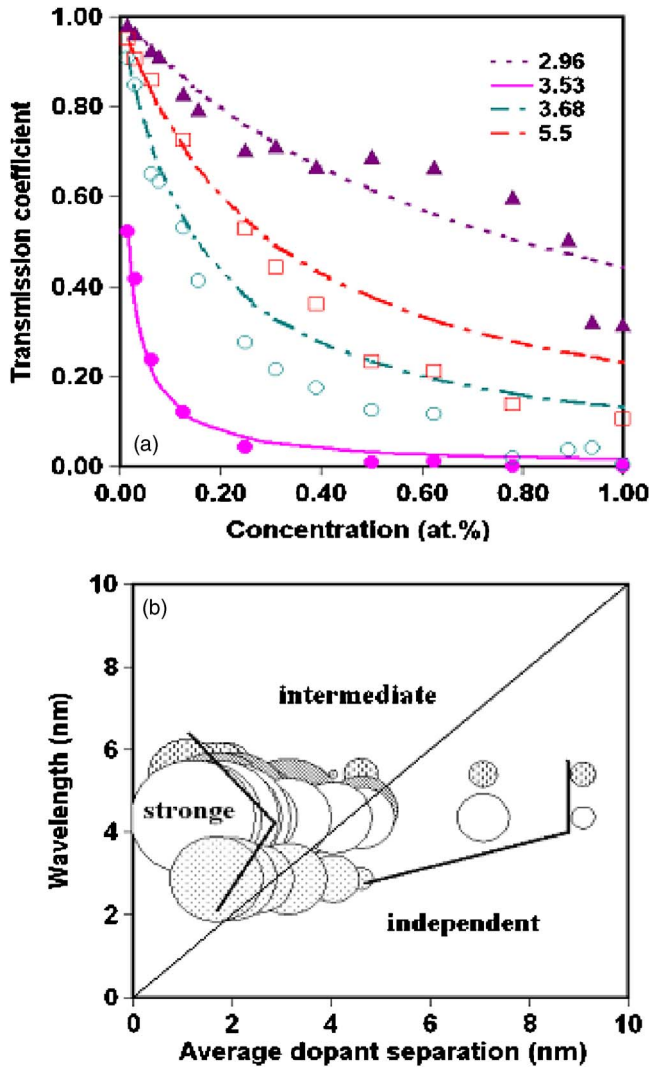 1.00
0.80
0.60
0.40
0.20
0.00
Transmission coefficient
2.96
3.53
3.68
5.5
(a)
0.00 0.20 0.40 0.60 0.80 1.00
Concentration (at.%)
10
8
6
4
2
0
Wavelength (nm)
(b)
intermediate
stronge
independent
0 2 4 6 8 10
Average dopant separation (nm)